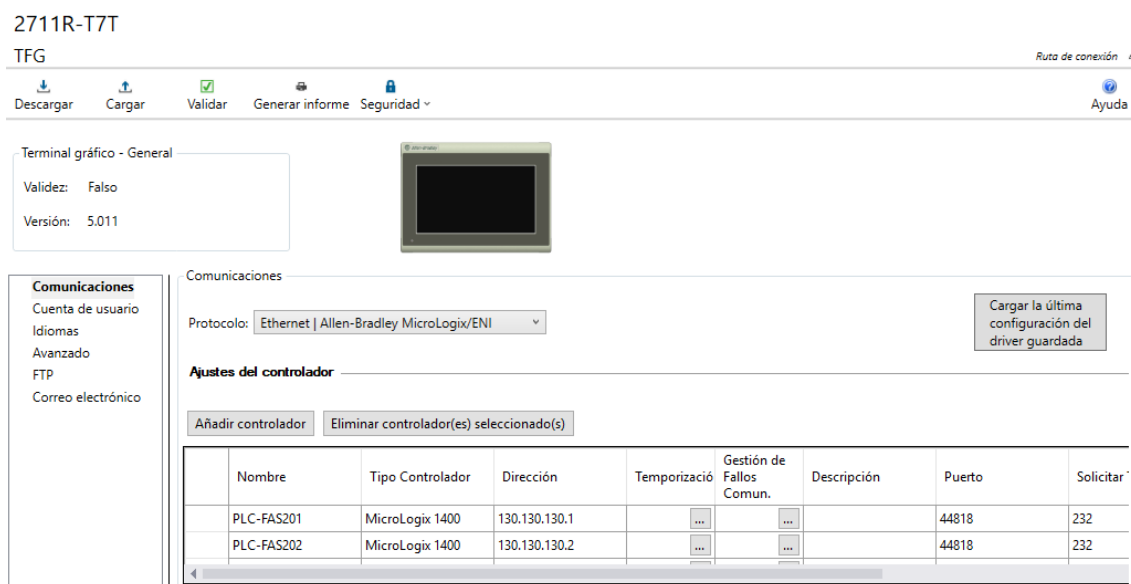 2711R-T7T
TFG
Ruta de conexión
Descargar Cargar Validar Generar informe Seguridad Ayuda
Terminal gráfico - General
Validez: Falso
Versión: 5.011
Comunicaciones
Cuenta de usuario
Idiomas
Avanzado
FTP
Correo electrónico
Comunicaciones
Protocolo: Ethernet | Allen-Bradley MicroLogix/ENI
Cargar la última
configuración del
driver guardada
Ajustes del controlador
Añadir controlador Eliminar controlador(es) seleccionado(s)
Nombre Tipo Controlador Dirección Temporizació Gestión de Fallos Comun. Descripción Puerto Solicitar
PLC-FAS201 MicroLogix 1400 130.130.130.1 ... ... 44818 232
PLC-FAS202 MicroLogix 1400 130.130.130.2 ... ... 44818 232